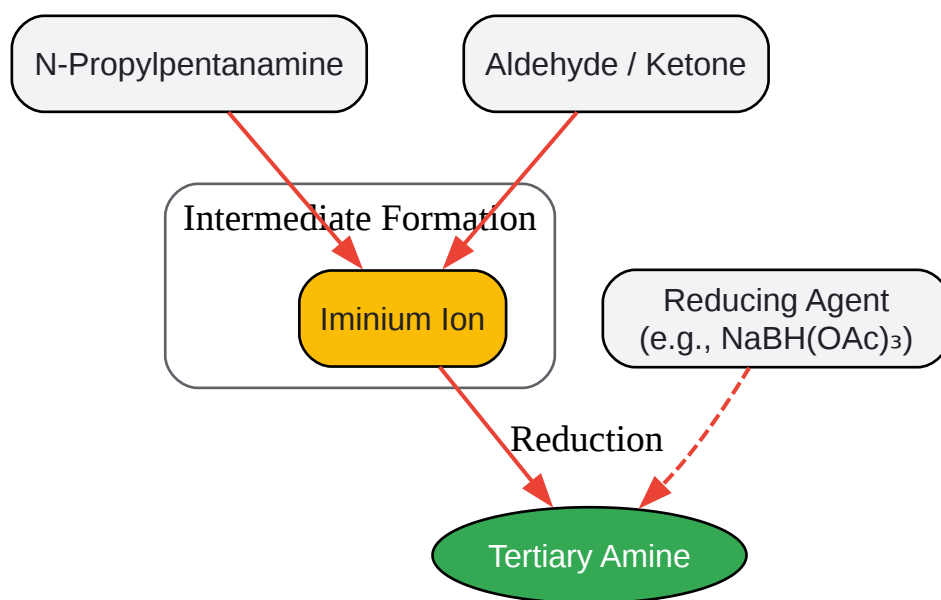 N-Propylpentanamine
Aldehyde / Ketone
Intermediate Formation
Iminium Ion
Reducing Agent
(e.g., NaBH(OAc)₃)
Reduction
Tertiary Amine